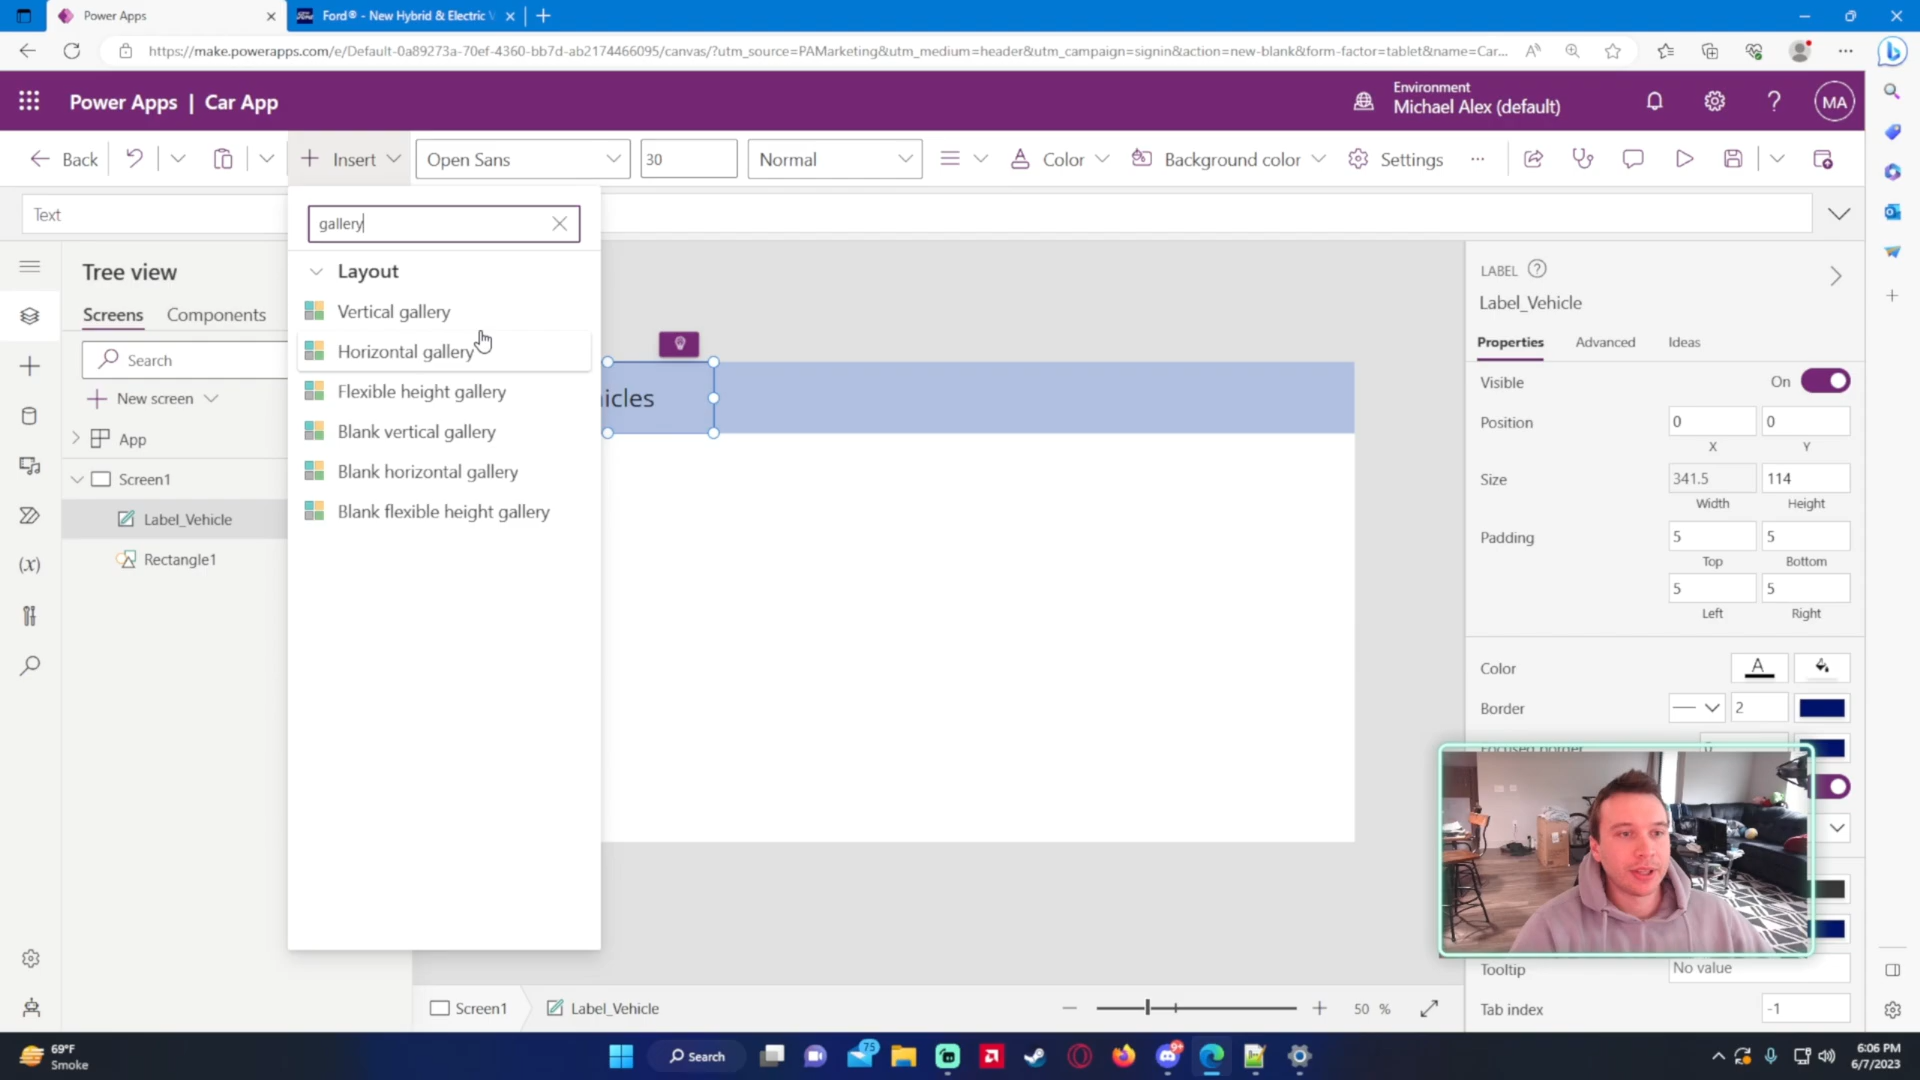 Power Apps
Ford® - New Hybrid & Electric V
https://make.powerapps.com/e/Default-0a89273a-70ef-4360-bb7d-ab2174466095/canvas/?utm_source=PAMarketing&utm_medium=header&utm_campaign=signin&action=new-blank&form-factor=tablet&name=Car...
Power Apps | Car App
Environment
Michael Alex (default)
MA
Back
Insert
Open Sans
30
Normal
Color
Background color
Settings
Text
gallery
Layout
Vertical gallery
Horizontal gallery
Flexible height gallery
Blank vertical gallery
Blank horizontal gallery
Blank flexible height gallery
Tree view
Screens
Components
Search
New screen
App
Screen1
Label_Vehicle
Rectangle1
icles
LABEL
Label_Vehicle
Properties
Advanced
Ideas
Visible
On
Position
0
0
X
Y
Size
341.5
114
Width
Height
Padding
5
5
Top
Bottom
5
5
Left
Right
Color
Border
2
Tooltip
No value
Tab index
-1
Screen1
Label_Vehicle
50 %
69°F
Smoke
Search
75
6:06 PM
6/7/2023